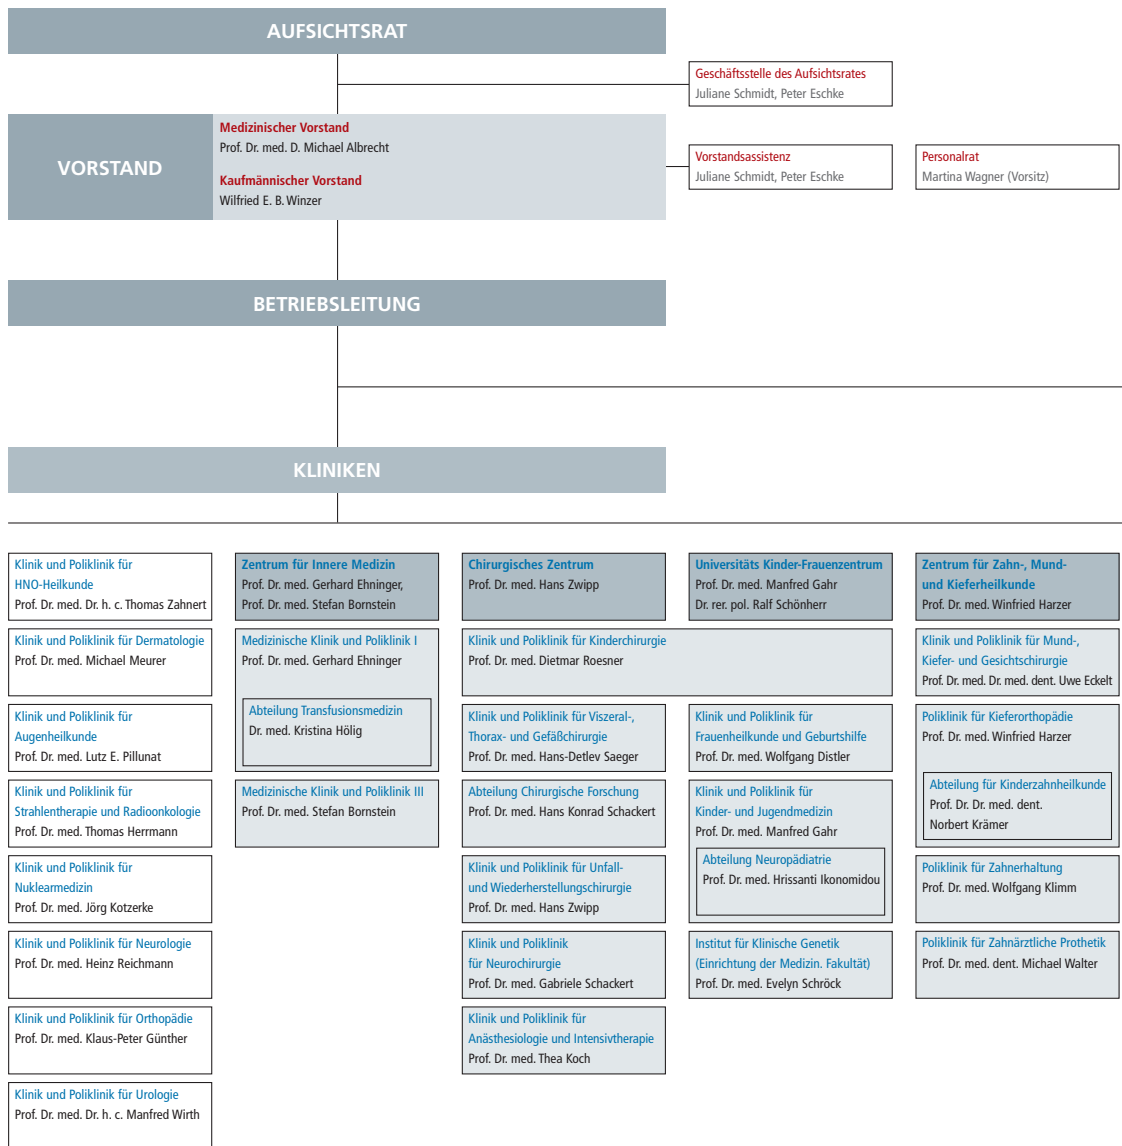 AUFSICHTSRAT
Geschäftsstelle des Aufsichtsrates
Juliane Schmidt, Peter Eschke
VORSTAND
Medizinischer Vorstand
Prof. Dr. med. D. Michael Albrecht
Kaufmännischer Vorstand
Wilfried E. B. Winzer
Vorstandsassistenz
Juliane Schmidt, Peter Eschke
Personalrat
Martina Wagner (Vorsitz)
BETRIEBSLEITUNG
KLINIKEN
Klinik und Poliklinik für
HNO-Heilkunde
Prof. Dr. med. Dr. h. c. Thomas Zahnert
Klinik und Poliklinik für Dermatologie
Prof. Dr. med. Michael Meurer
Klinik und Poliklinik für
Augenheilkunde
Prof. Dr. med. Lutz E. Pillunat
Klinik und Poliklinik für
Strahlentherapie und Radioonkologie
Prof. Dr. med. Thomas Herrmann
Klinik und Poliklinik für
Nuklearmedizin
Prof. Dr. med. Jörg Kotzerke
Klinik und Poliklinik für Neurologie
Prof. Dr. med. Heinz Reichmann
Klinik und Poliklinik für Orthopädie
Prof. Dr. med. Klaus-Peter Günther
Klinik und Poliklinik für Urologie
Prof. Dr. med. Dr. h. c. Manfred Wirth
Zentrum für Innere Medizin
Prof. Dr. med. Gerhard Ehninger,
Prof. Dr. med. Stefan Bornstein
Medizinische Klinik und Poliklinik I
Prof. Dr. med. Gerhard Ehninger
Abteilung Transfusionsmedizin
Dr. med. Kristina Hölig
Medizinische Klinik und Poliklinik III
Prof. Dr. med. Stefan Bornstein
Chirurgisches Zentrum
Prof. Dr. med. Hans Zwipp
Klinik und Poliklinik für Kinderchirurgie
Prof. Dr. med. Dietmar Roesner
Klinik und Poliklinik für Viszeral-,
Thorax- und Gefäßchirurgie
Prof. Dr. med. Hans-Detlev Saeger
Abteilung Chirurgische Forschung
Prof. Dr. med. Hans Konrad Schackert
Klinik und Poliklinik für Unfall-
und Wiederherstellungschirurgie
Prof. Dr. med. Hans Zwipp
Klinik und Poliklinik
für Neurochirurgie
Prof. Dr. med. Gabriele Schackert
Klinik und Poliklinik für
Anästhesiologie und Intensivtherapie
Prof. Dr. med. Thea Koch
Universitäts Kinder-Frauenzentrum
Prof. Dr. med. Manfred Gahr
Dr. rer. pol. Ralf Schönherr
Klinik und Poliklinik für
Frauenheilkunde und Geburtshilfe
Prof. Dr. med. Wolfgang Distler
Klinik und Poliklinik für
Kinder- und Jugendmedizin
Prof. Dr. med. Manfred Gahr
Abteilung Neuropädiatrie
Prof. Dr. med. Hrissanti Ikonomidou
Institut für Klinische Genetik
(Einrichtung der Medizin. Fakultät)
Prof. Dr. med. Evelyn Schröck
Zentrum für Zahn-, Mund-
und Kieferheilkunde
Prof. Dr. med. Winfried Harzer
Klinik und Poliklinik für Mund-,
Kiefer- und Gesichtschirurgie
Prof. Dr. med. Dr. med. dent. Uwe Eckelt
Poliklinik für Kieferorthopädie
Prof. Dr. med. Winfried Harzer
Abteilung für Kinderzahnheilkunde
Prof. Dr. Dr. med. dent.
Norbert Krämer
Poliklinik für Zahnerhaltung
Prof. Dr. med. Wolfgang Klimm
Poliklinik für Zahnärztliche Prothetik
Prof. Dr. med. dent. Michael Walter